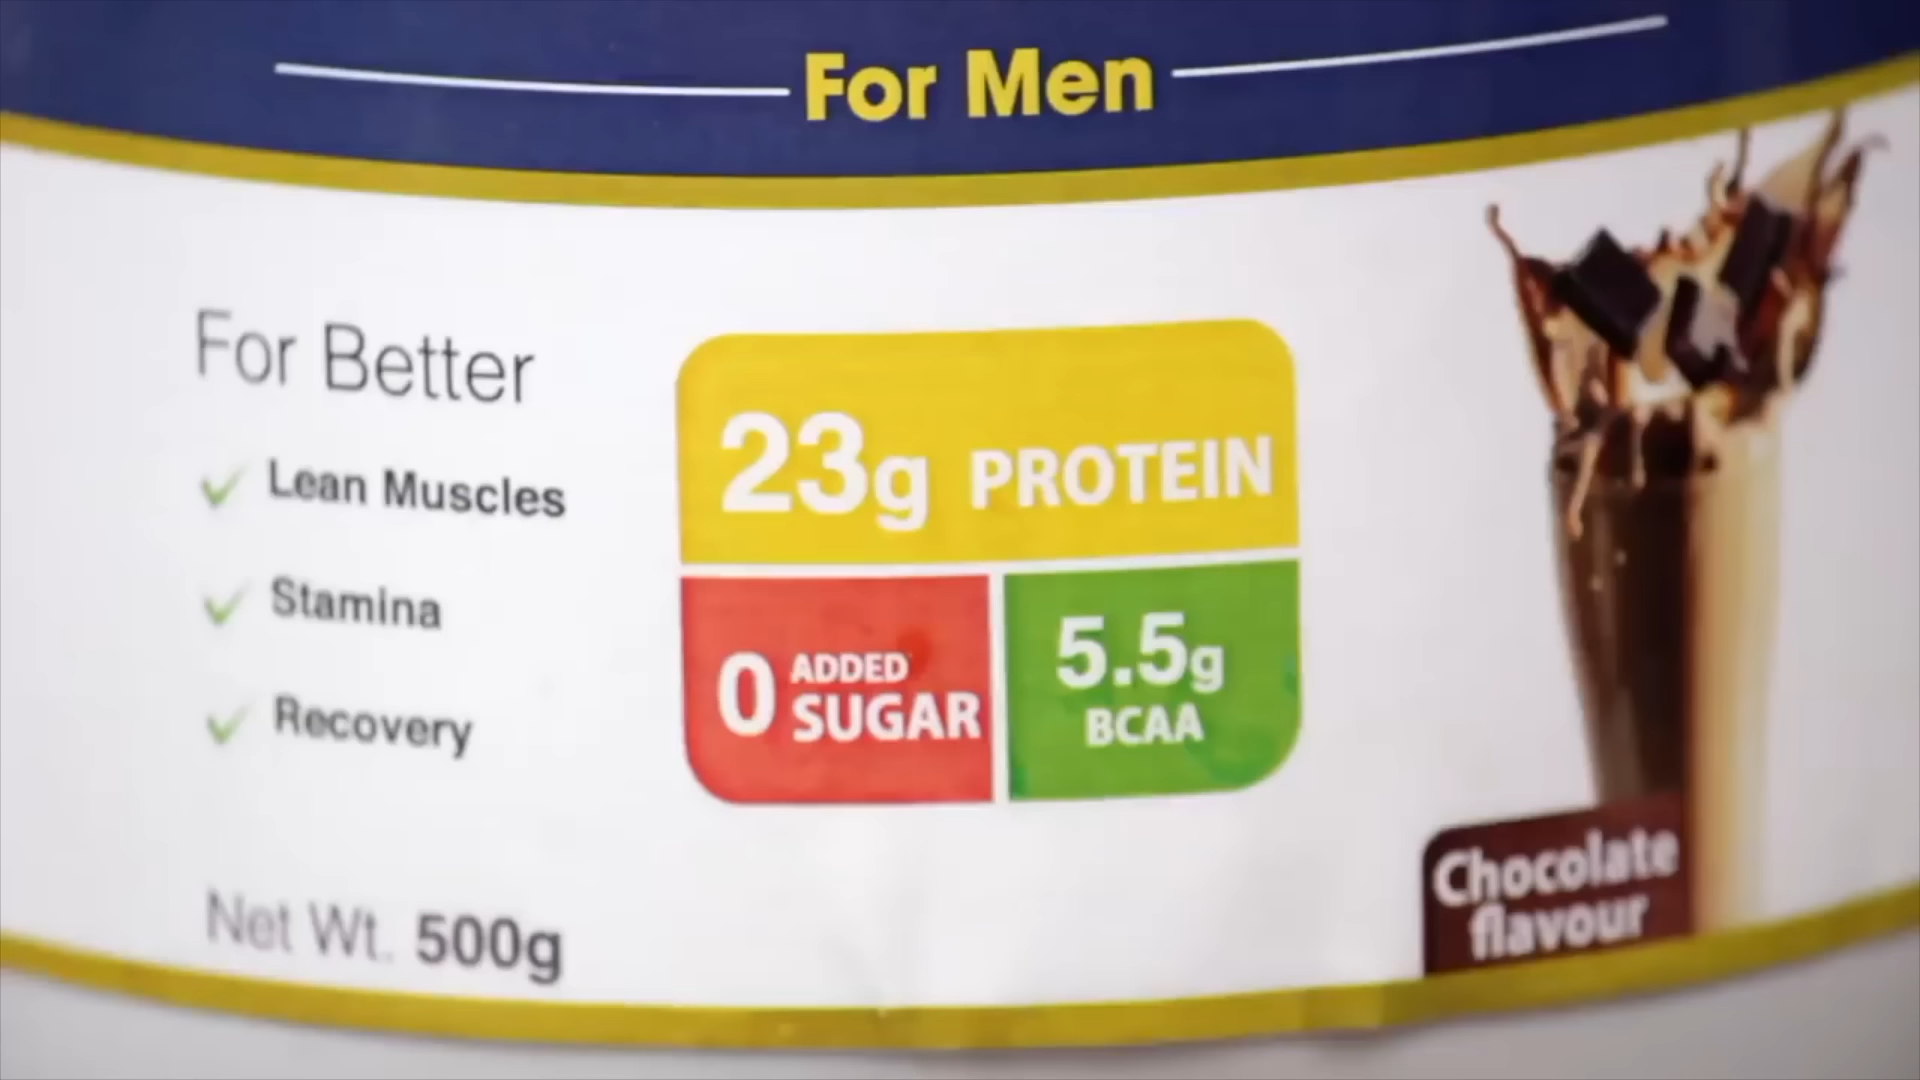 For Men
For Better
Lean Muscles
Stamina
Recovery
Net Wt. 500g
23g PROTEIN
0 ADDED
SUGAR
5.5g
BCAA
Chocolate
flavour